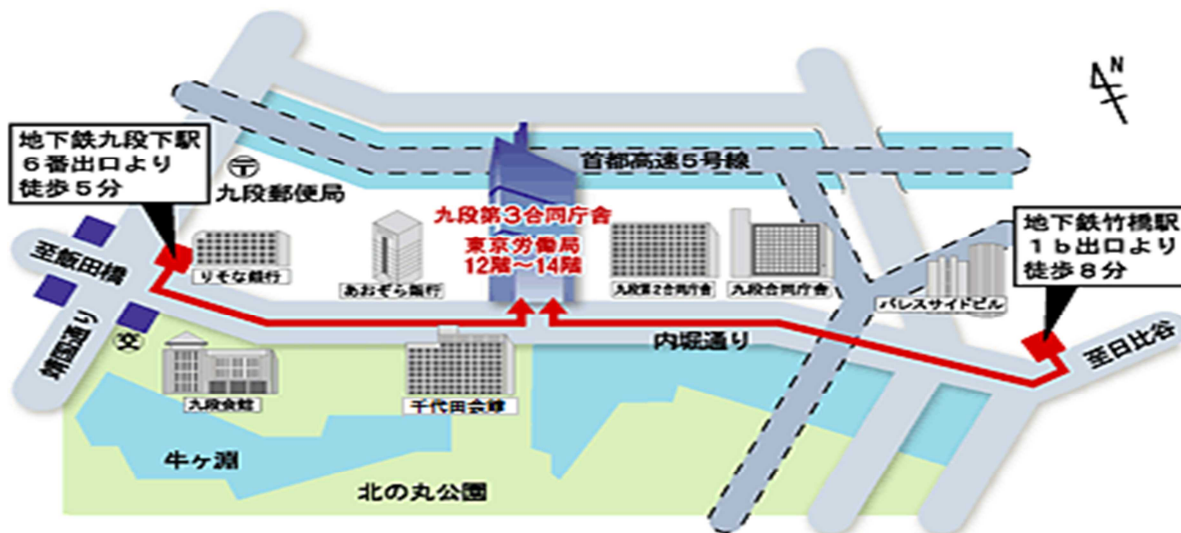 N
地下鉄九段下駅
6番出口より
徒歩5分
九段郵便局
首都高速5号線
九段第3合同庁舎
東京労働局
12階～14階
地下鉄竹橋駅
1b出口より
徒歩8分
至飯田橋
りそな銀行
あおぞら銀行
九段第2合同庁舎
九段合同庁舎
パレスサイドビル
靖国通り
内堀通り
至日比谷
九段会館
千代田会館
牛ヶ淵
北の丸公園